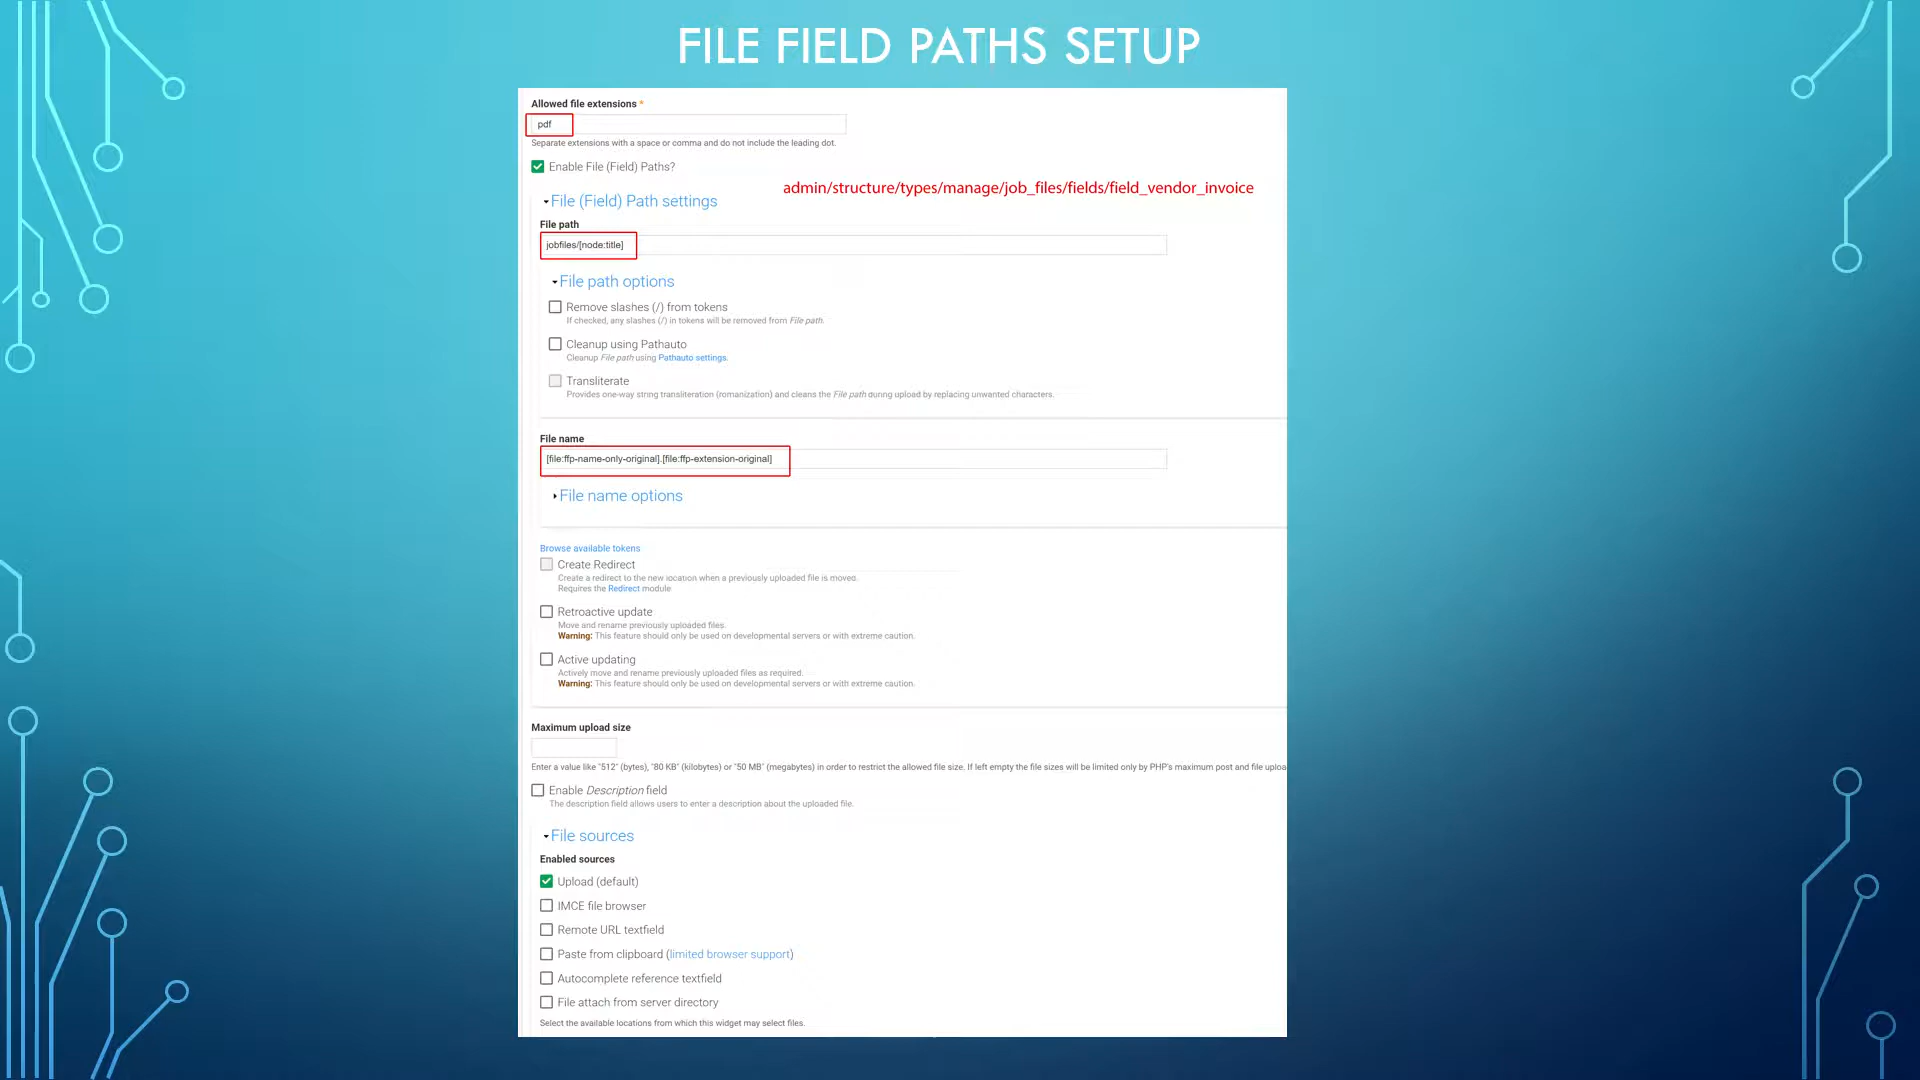 FILE FIELD PATHS SETUP
Allowed file extensions *
pdf
Separate extensions with a space or comma and do not include the leading dot.
Enable File (Field) Paths?
admin/structure/types/manage/job_files/fields/field_vendor_invoice
File (Field) Path settings
File path
jobfiles/[node:title]
File path options
Remove slashes (/) from tokens
If checked, any slashes (/) in tokens will be removed from File path.
Cleanup using Pathauto
Cleanup File path using Pathauto settings.
Transliterate
Provides one-way string transliteration (romanization) and cleans the File path during upload by replacing unwanted characters.
File name
[file:ffp-name-only-original].[file:ffp-extension-original]
File name options
Browse available tokens
Create Redirect
Create a redirect to the new location when a previously uploaded file is moved.
Requires the Redirect module
Retroactive update
Move and rename previously uploaded files.
Warning: This feature should only be used on developmental servers or with extreme caution.
Active updating
Actively move and rename previously uploaded files as required.
Warning: This feature should only be used on developmental servers or with extreme caution.
Maximum upload size
Enter a value like "512" (bytes), "80 KB" (kilobytes) or "50 MB" (megabytes) in order to restrict the allowed file size. If left empty the file sizes will be limited only by PHP's maximum post and file uploa
Enable Description field
The description field allows users to enter a description about the uploaded file.
File sources
Enabled sources
Upload (default)
IMCE file browser
Remote URL textfield
Paste from clipboard (limited browser support)
Autocomplete reference textfield
File attach from server directory
Select the available locations from which this widget may select files.